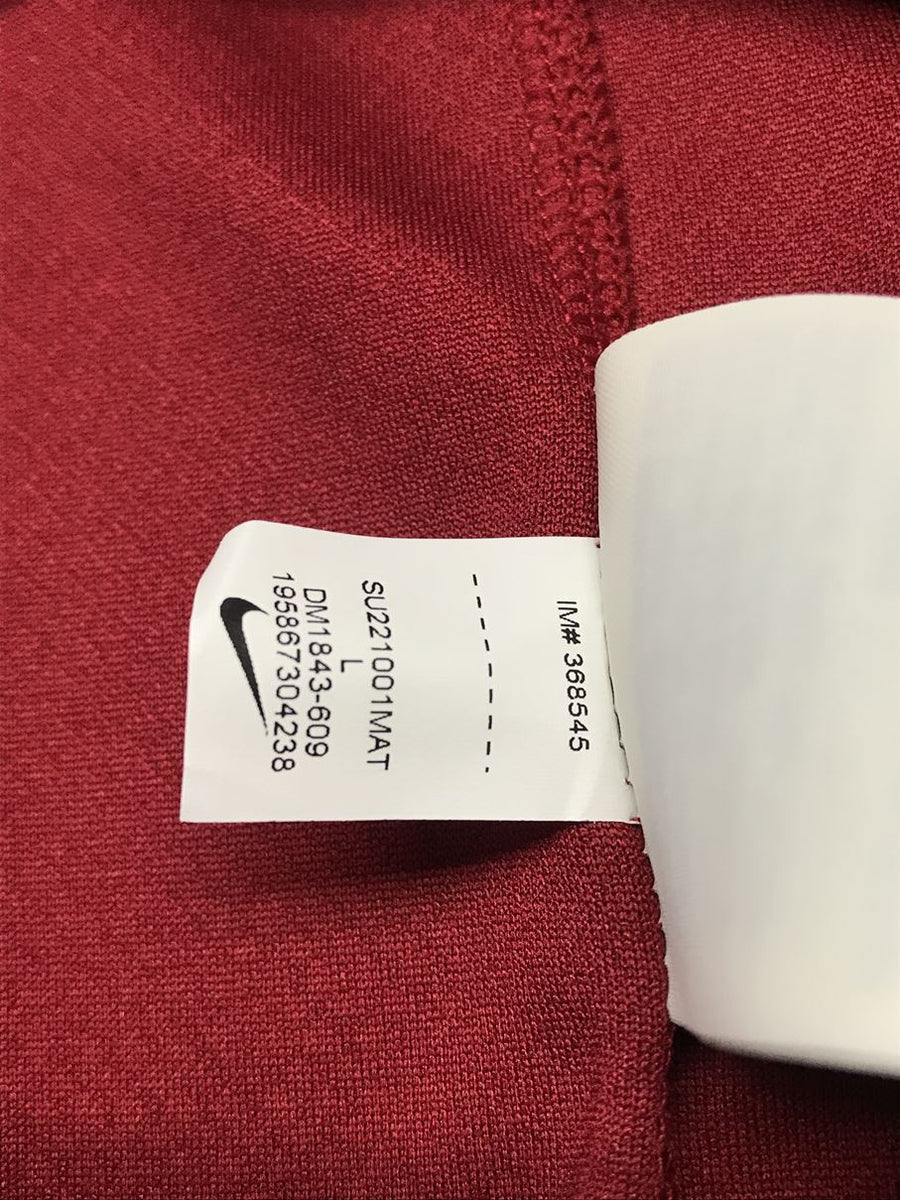 IM# 368545
SU221001MAT
L
DM1843-609
195867304238